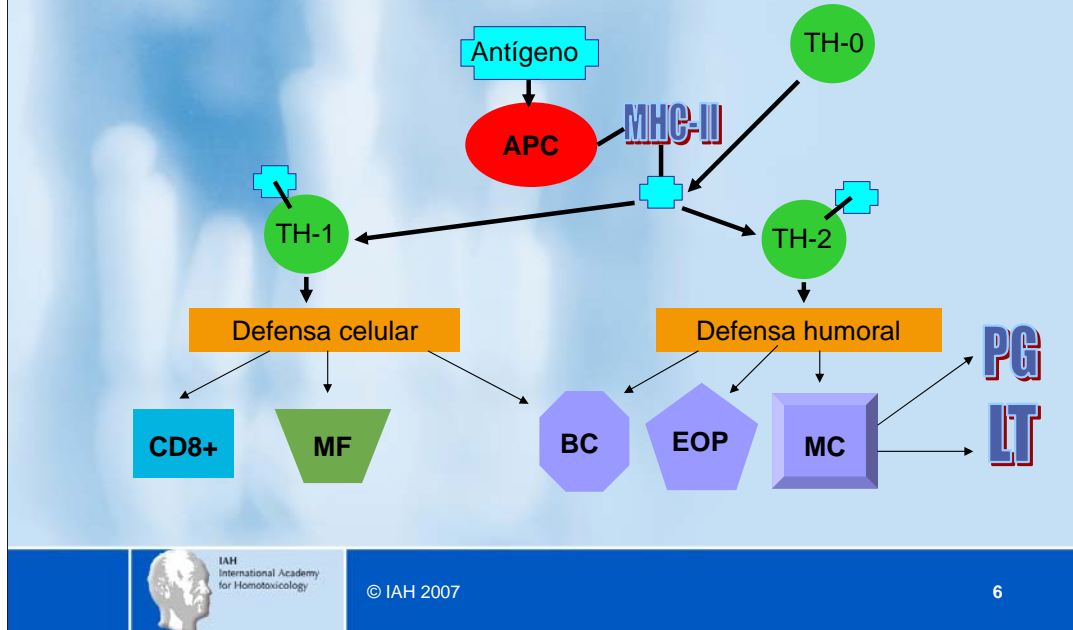 Antígeno
TH-0
APC
MHC-II
TH-1
TH-2
Defensa celular
Defensa humoral
PG
LT
CD8+
MF
BC
EOP
MC
IAH
International Academy
for Homotoxicology
© IAH 2007
6